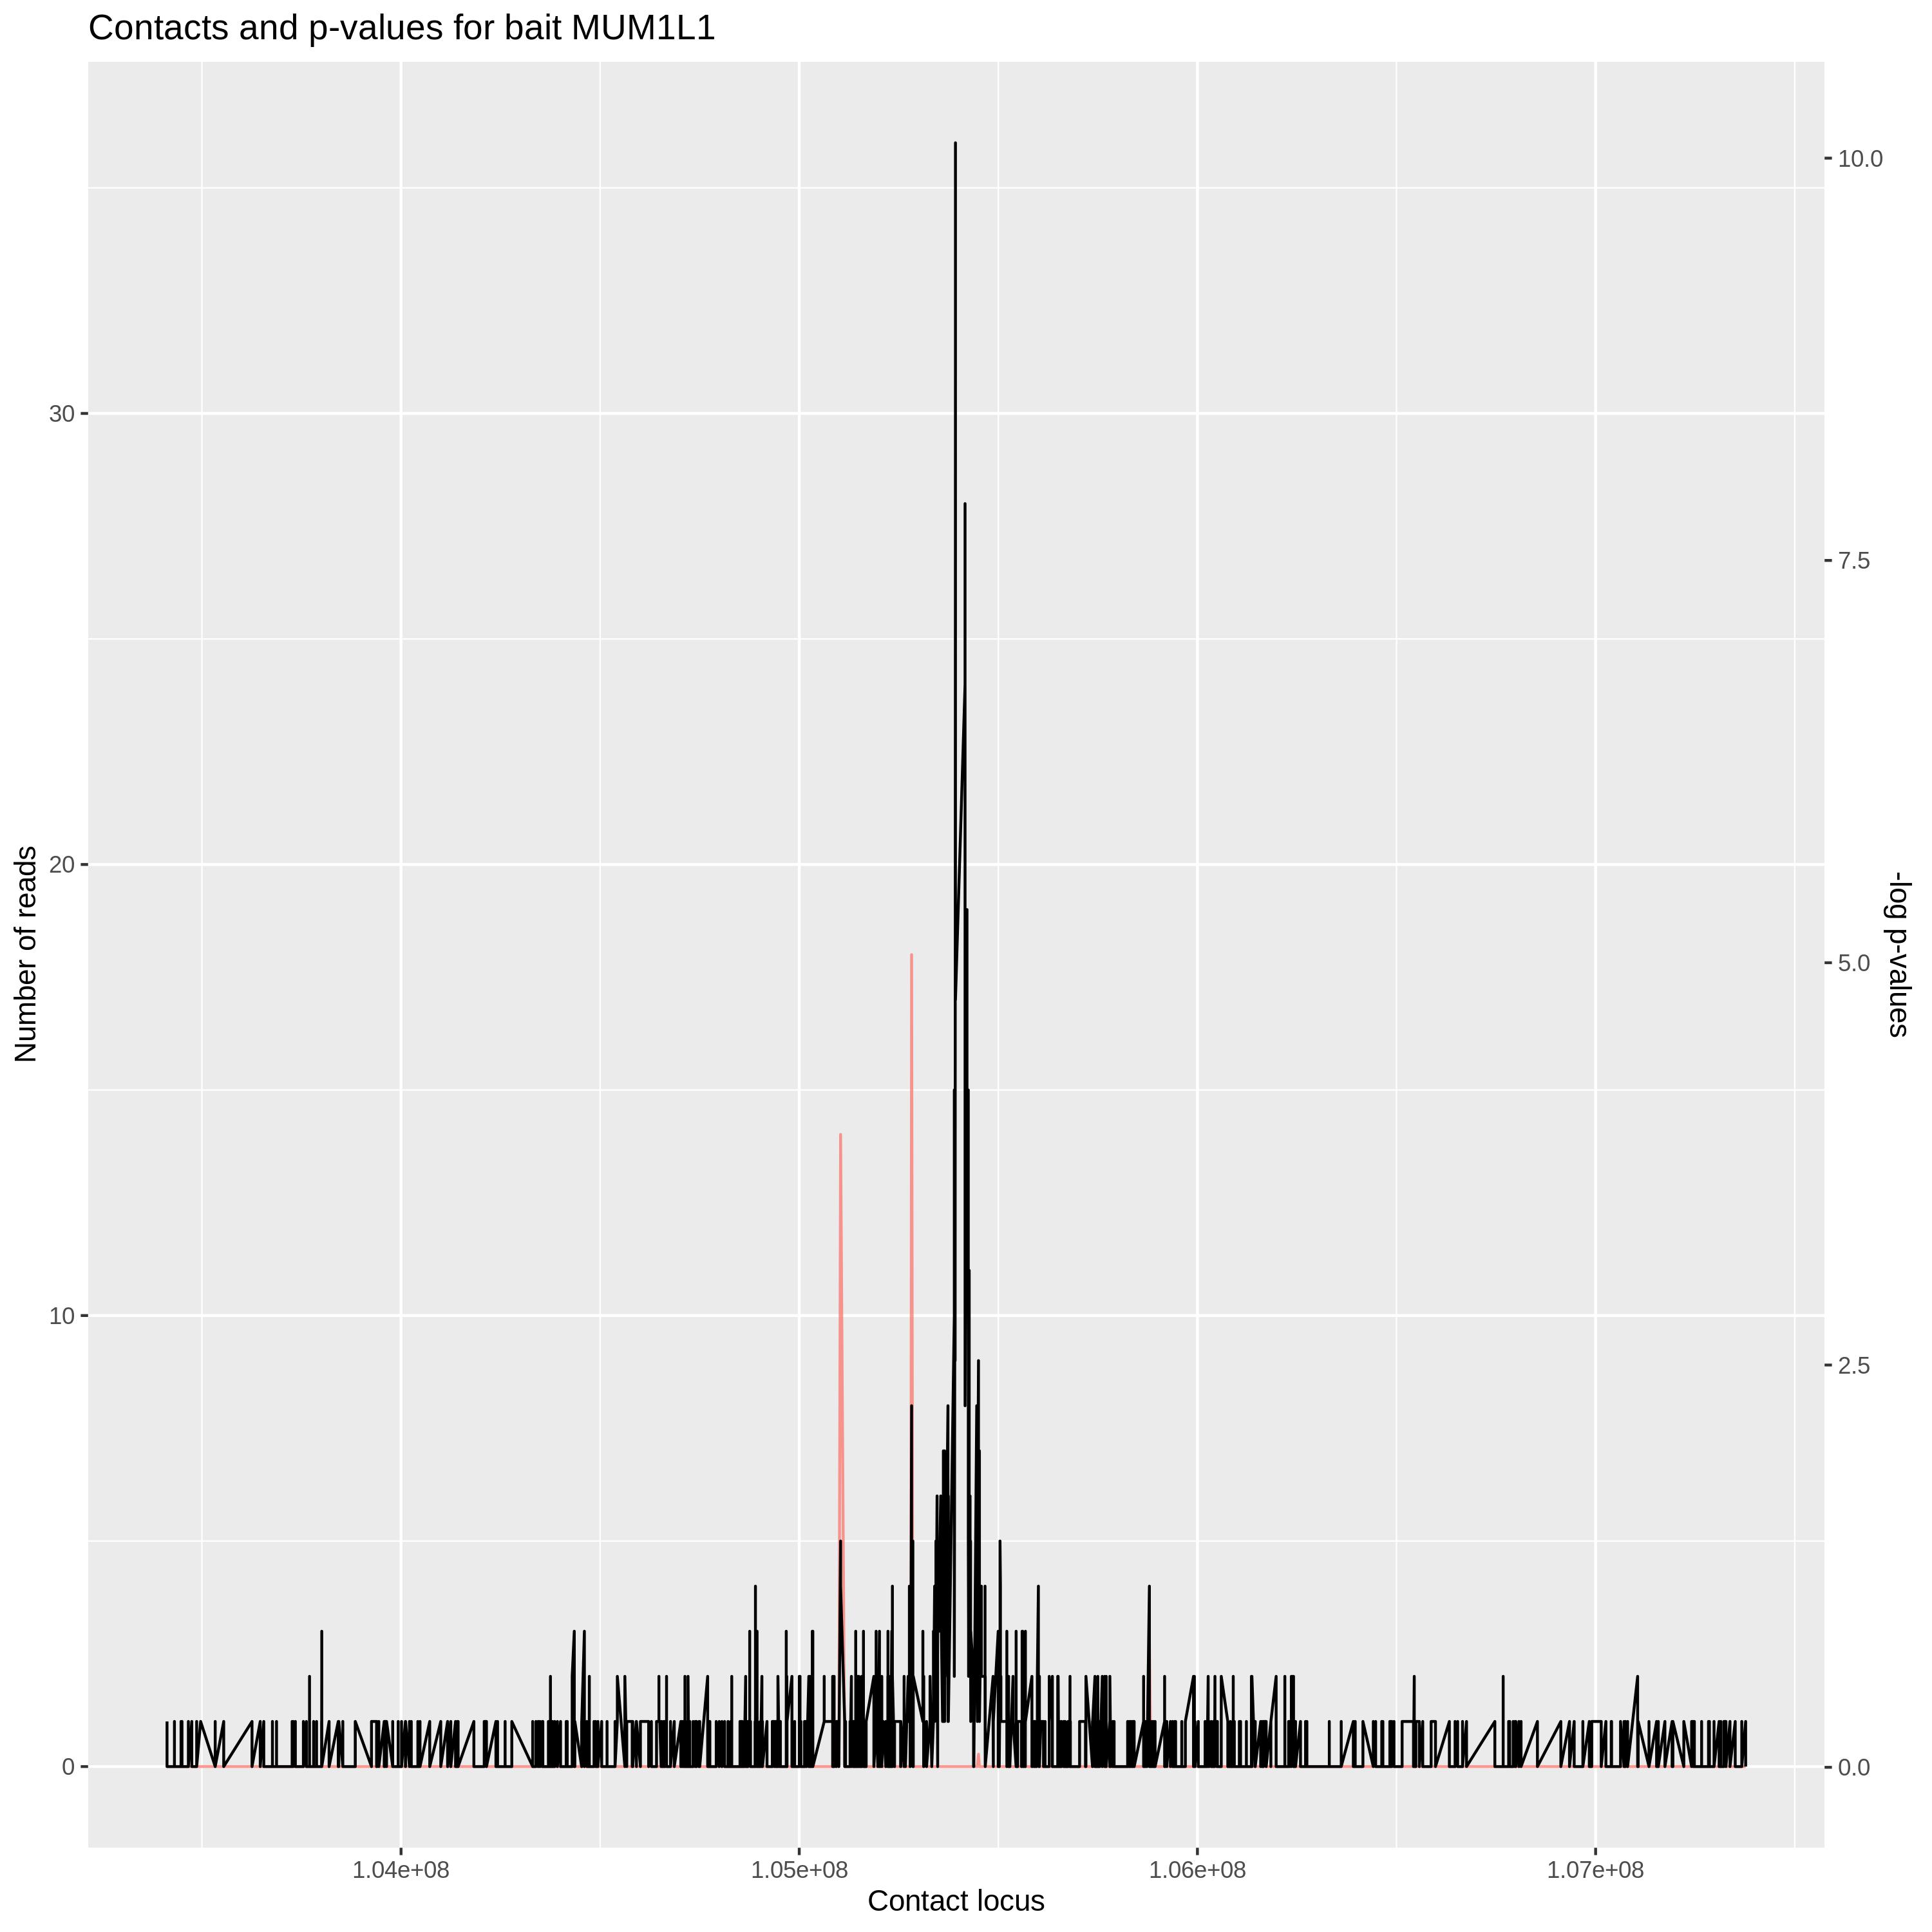 Contacts and p-values for bait MUM1L1
Number of reads
30
20
10
0
10.0
7.5
5.0
2.5
0.0
-log p-values
1.04e+08
1.05e+08
1.06e+08
1.07e+08
Contact locus